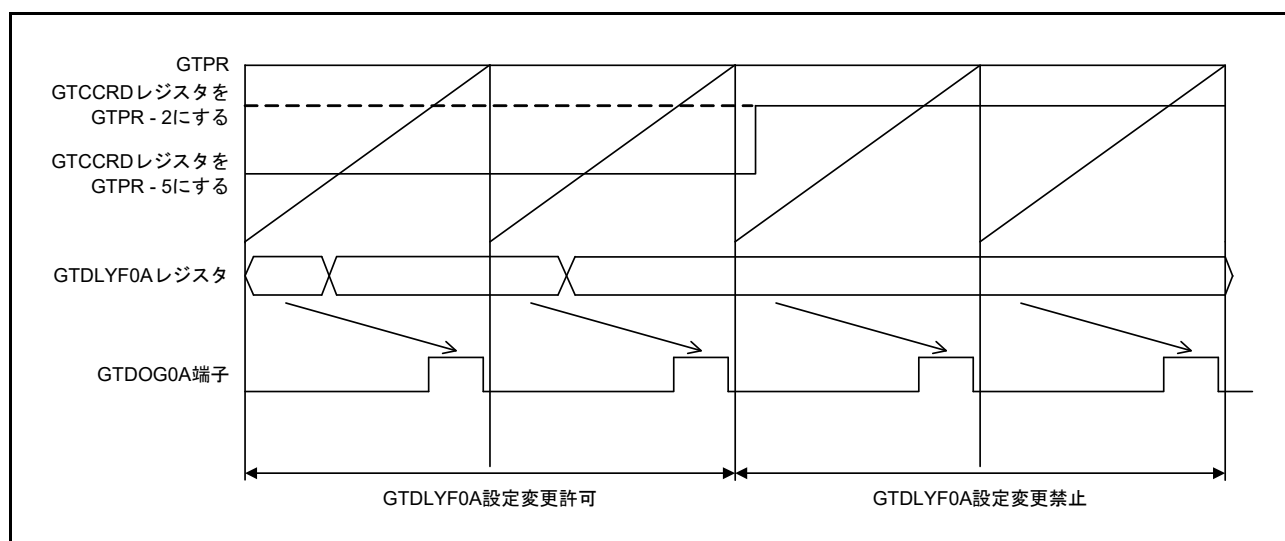 GTPR
GTCCRDレジスタを
GTPR - 2にする
GTCCRDレジスタを
GTPR - 5にする
GTDLYF0Aレジスタ
GTDOG0A端子
GTDLYF0A設定変更許可
GTDLYF0A設定変更禁止